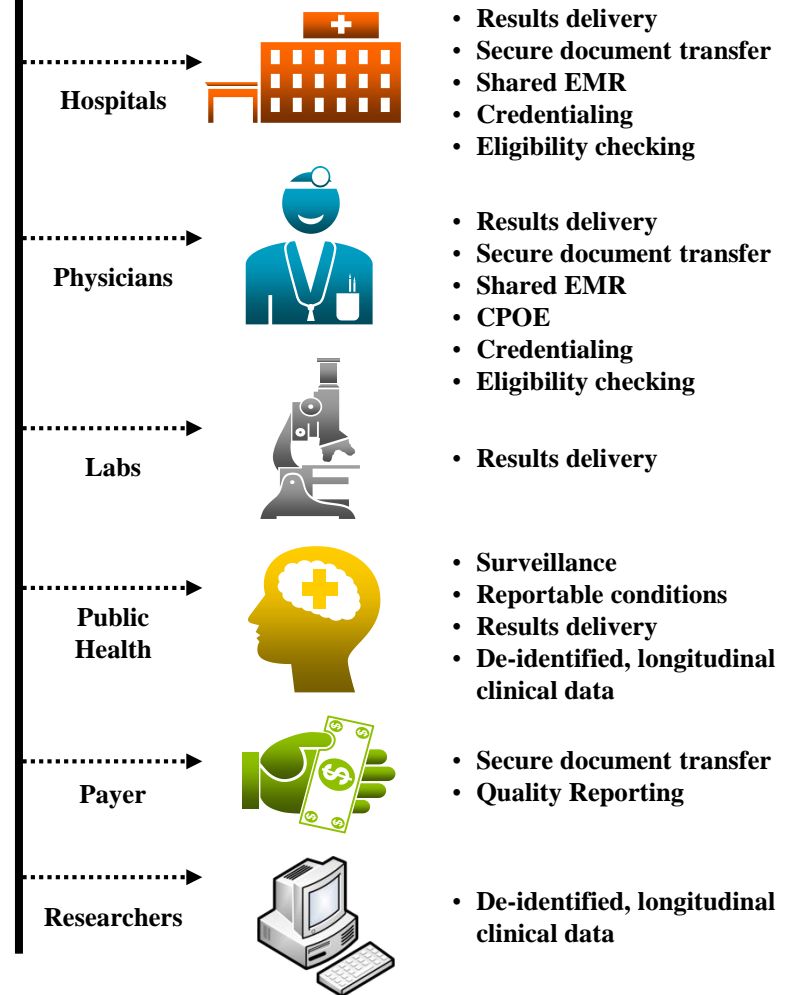 • Results delivery
• Secure document transfer
• Shared EMR
• Credentialing
• Eligibility checking
Hospitals
• Results delivery
• Secure document transfer
• Shared EMR
• CPOE
• Credentialing
• Eligibility checking
Physicians
• Results delivery
Labs
• Surveillance
• Reportable conditions
• Results delivery
• De-identified, longitudinal
clinical data
Public
Health
• Secure document transfer
• Quality Reporting
Payer
$
$
$
$
$
• De-identified, longitudinal
clinical data
Researchers